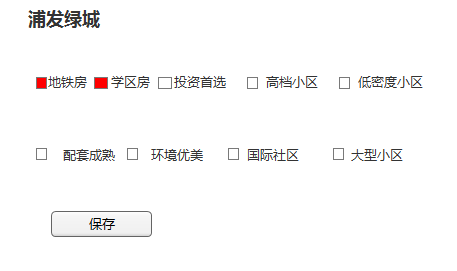 浦发绿城
地铁房 学区房 投资首选 高档小区 低密度小区
配套成熟 环境优美 国际社区 大型小区
保存